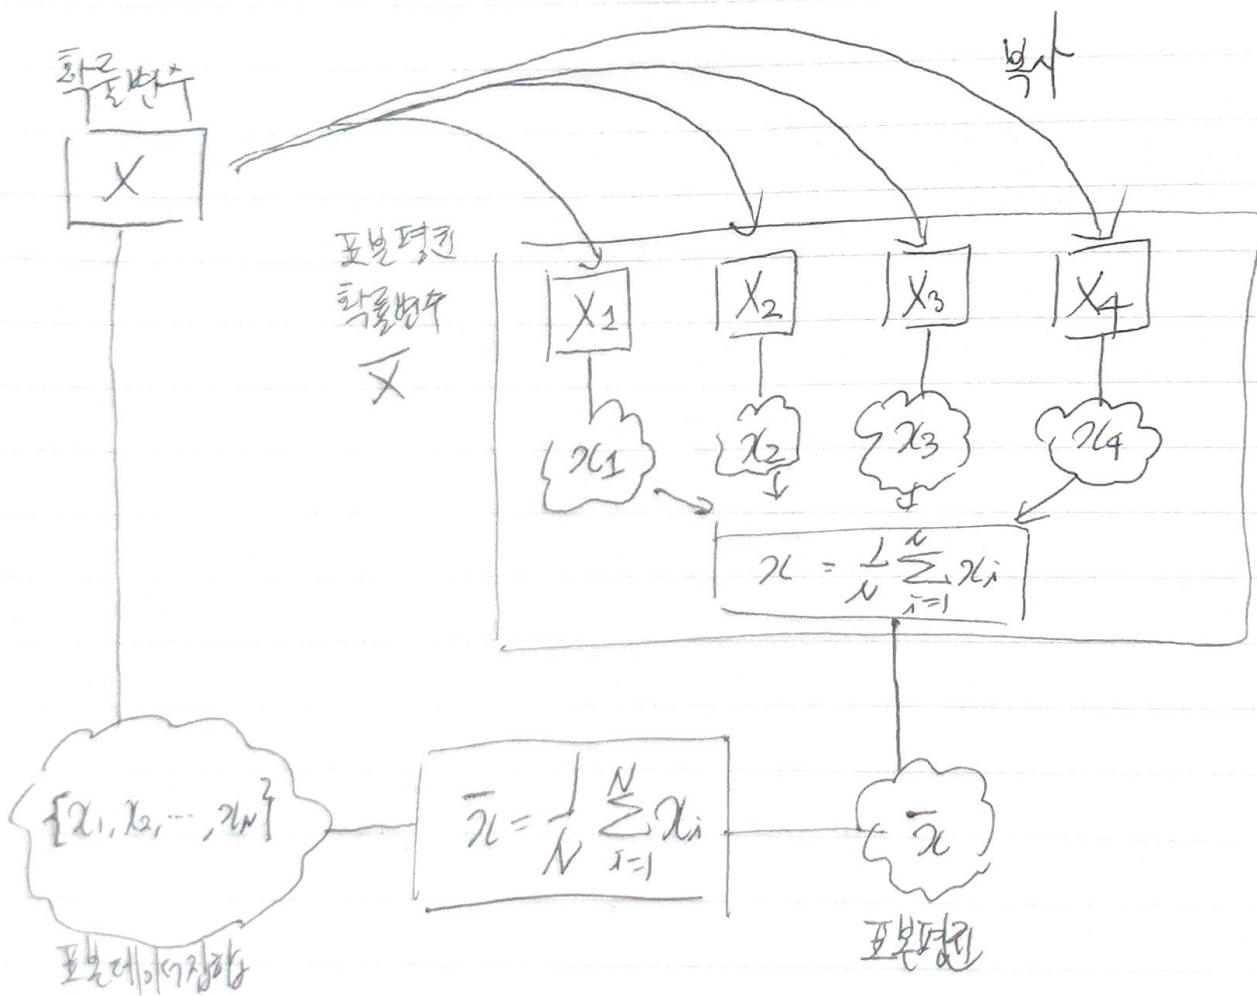 복사
확률변수
X
표본평균
확률변수
X̄
X1 X2 X3 X4
x1 x2 x3 x4
x = 1/N Σ_{i=1}^{N} xi
{x1, x2, ..., xN}
x̄ = 1/N Σ_{i=1}^{N} xi
x̄
표본데이터집합
표본평균